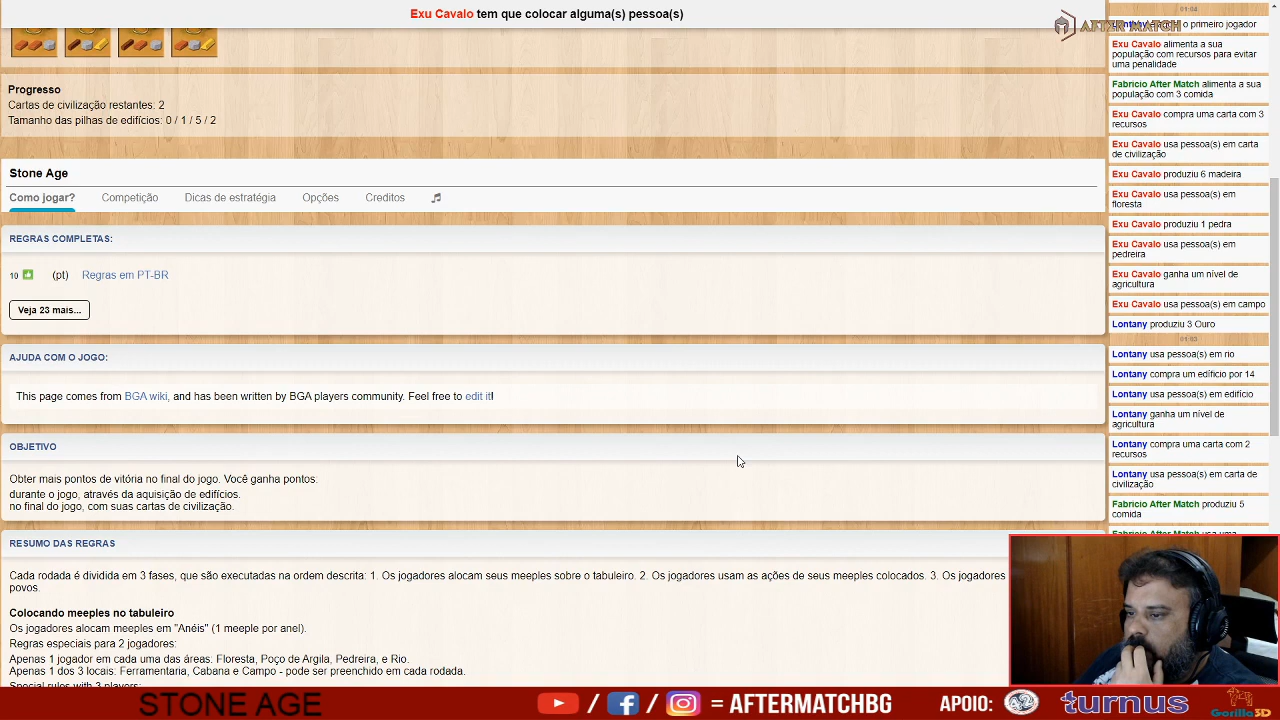 Exu Cavalo tem que colocar alguma(s) pessoa(s)
AFTER MATCH
Progresso
Cartas de civilização restantes: 2
Tamanho das pilhas de edifícios: 0 / 1 / 5 / 2
Stone Age
Como jogar?
Competição
Dicas de estratégia
Opções
Creditos
REGRAS COMPLETAS:
10 (pt) Regras em PT-BR
Veja 23 mais...
AJUDA COM O JOGO:
This page comes from BGA wiki, and has been written by BGA players community. Feel free to edit it!
OBJETIVO
Obter mais pontos de vitória no final do jogo. Você ganha pontos.
durante o jogo, através da aquisição de edifícios.
no final do jogo, com suas cartas de civilização.
RESUMO DAS REGRAS
Cada rodada é dividida em 3 fases, que são executadas na ordem descrita: 1. Os jogadores alocam seus meeples sobre o tabuleiro. 2. Os jogadores usam as ações de seus meeples colocados. 3. Os jogadores
povos.
Colocando meeples no tabuleiro
Os jogadores alocam meeples em "Anéis" (1 meeple por anel).
Regras especiais para 2 jogadores:
Apenas 1 jogador em cada uma das áreas: Floresta, Poço de Argila, Pedreira, e Rio.
Apenas 1 dos 3 locais: Ferramentaria, Cabana e Campo - pode ser preenchido em cada rodada.
Special rules with 3 players:
01:04
o primeiro jogador
Exu Cavalo alimenta a sua
população com recursos para evitar
uma penalidade
Fabricio After Match alimenta a sua
população com 3 comida
Exu Cavalo compra uma carta com 3
recursos
Exu Cavalo usa pessoa(s) em carta
de civilização
Exu Cavalo produziu 6 madeira
Exu Cavalo usa pessoa(s) em
floresta
Exu Cavalo produziu 1 pedra
Exu Cavalo usa pessoa(s) em
pedreira
Exu Cavalo ganha um nível de
agricultura
Exu Cavalo usa pessoa(s) em campo
Lontany produziu 3 Ouro
01:03
Lontany usa pessoa(s) em rio
Lontany compra um edifício por 14
Lontany usa pessoa(s) em edifício
Lontany ganha um nível de
agricultura
Lontany compra uma carta com 2
recursos
Lontany usa pessoa(s) em carta de
civilização
Fabricio After Match produziu 5
comida
Fabricio After Match usa uma
STONE AGE
/ / = AFTERMATCHBG
APOIO:
turnus
Gorilla3D